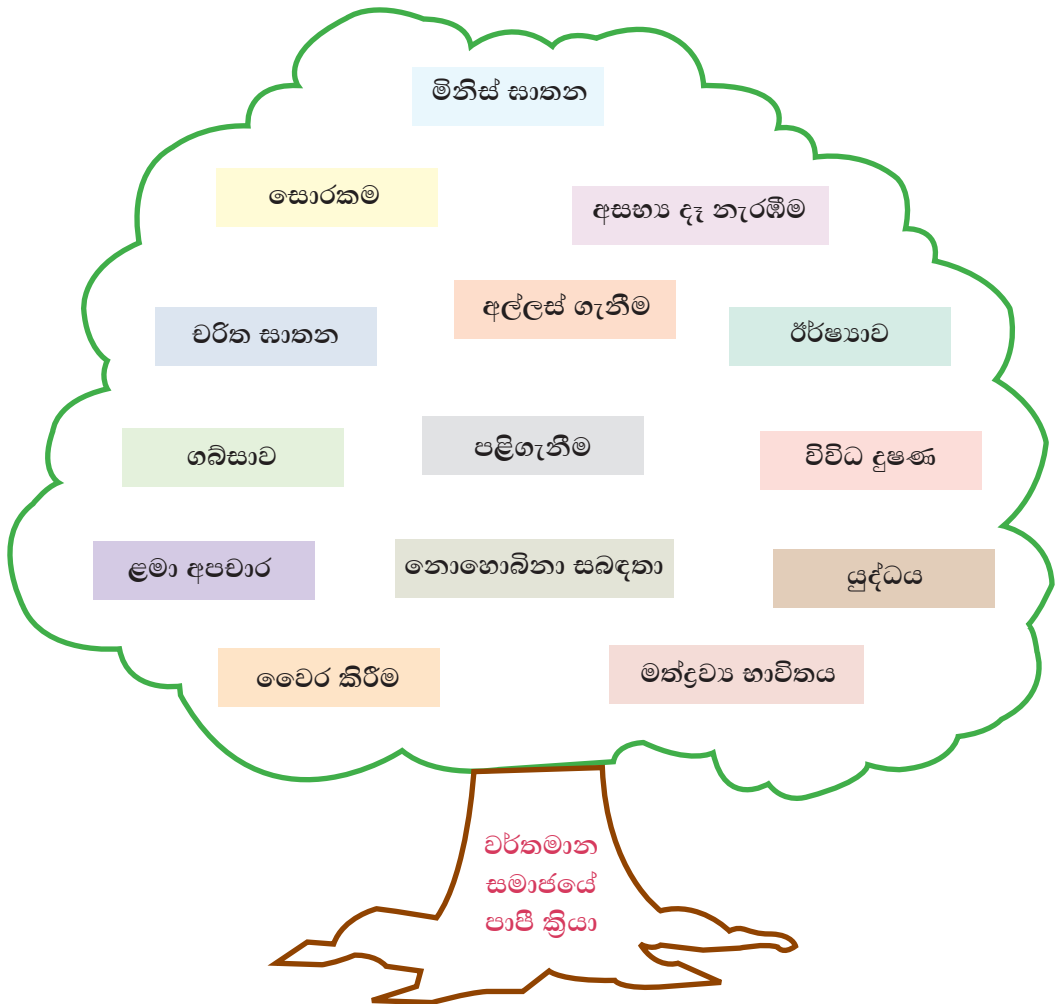 මිනිස් ඝාතන
සොරකම
අසභ්‍ය දෑ නැරඹීම
අල්ලස් ගැනීම
චරිත ඝාතන
ඊර්ෂ්‍යාව
ගබ්සාව
පළිගැනීම
විවිධ දුෂණ
ළමා අපචාර
නොහොබිනා සබඳතා
යුද්ධය
වෛර කිරීම
මත්ද්‍රව්‍ය භාවිතය
වර්තමාන
සමාජයේ
පාපී ක්‍රියා